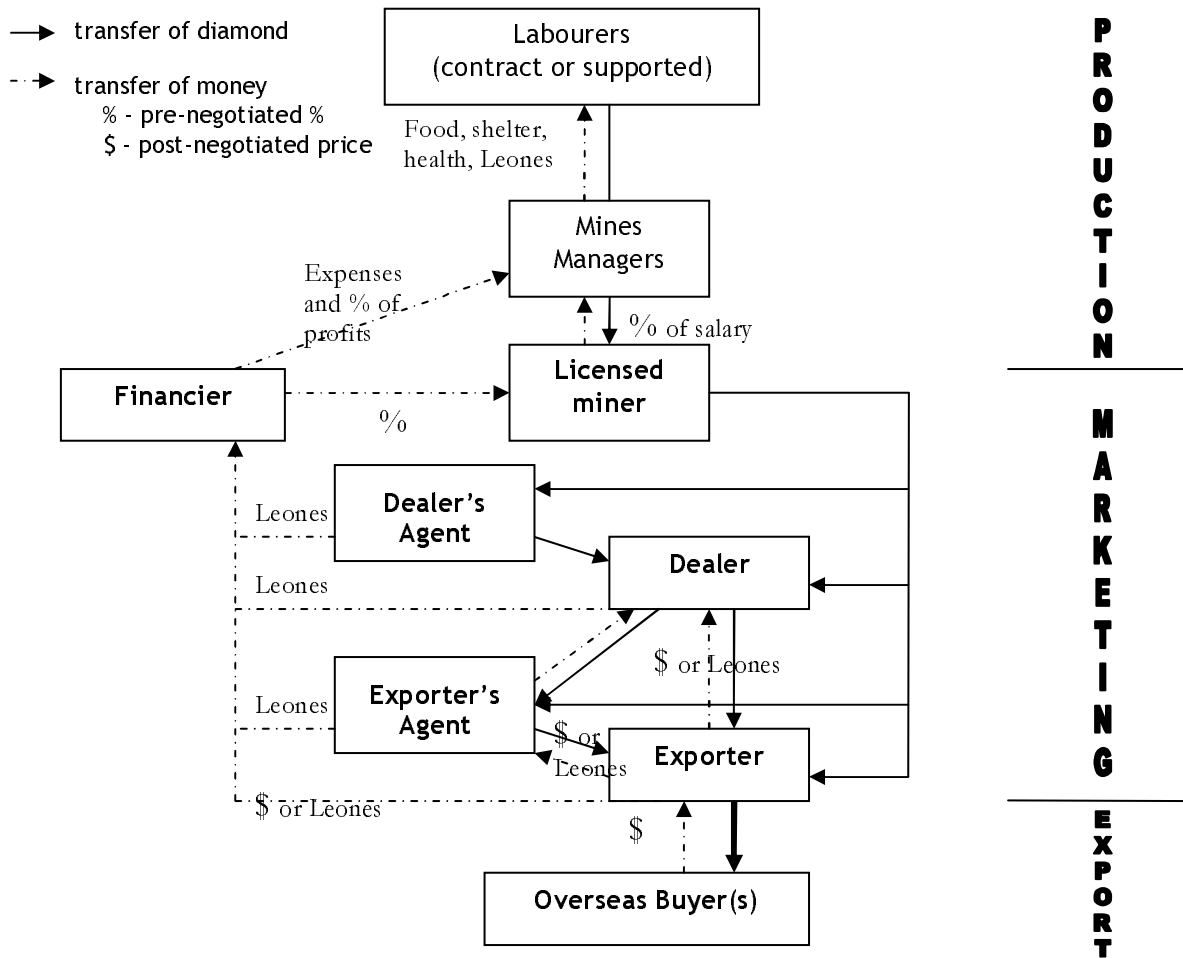 transfer of diamond
transfer of money
% - pre-negotiated %
$ - post-negotiated price
Labourers
(contract or supported)
Food, shelter,
health, Leones
Mines
Managers
Expenses
and % of
profits
% of salary
Licensed
miner
Financier
%
Dealer's
Agent
Leones
Dealer
Leones
$ or Leones
Exporter's
Agent
Leones
$ or
Leones
Exporter
$ or Leones
$
Overseas Buyer(s)
PRODUCTION
MARKETING
EXPORT